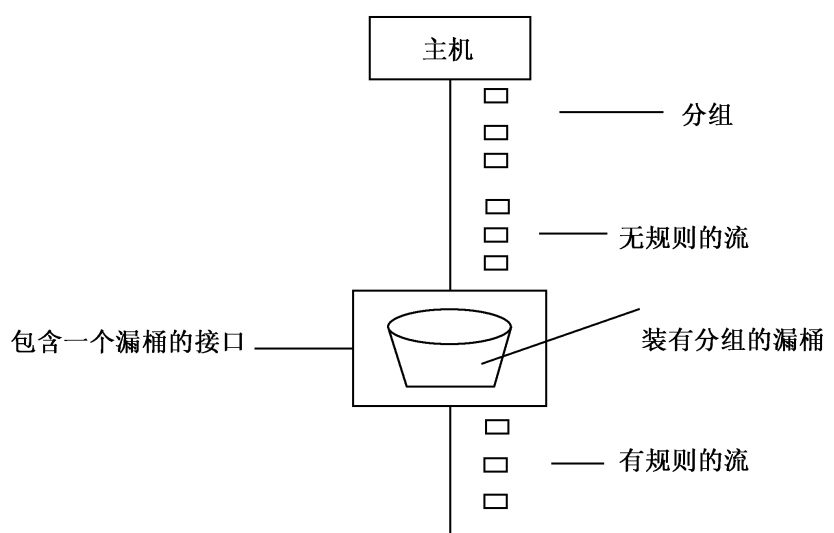 主机
分组
无规则的流
包含一个漏桶的接口
装有分组的漏桶
有规则的流